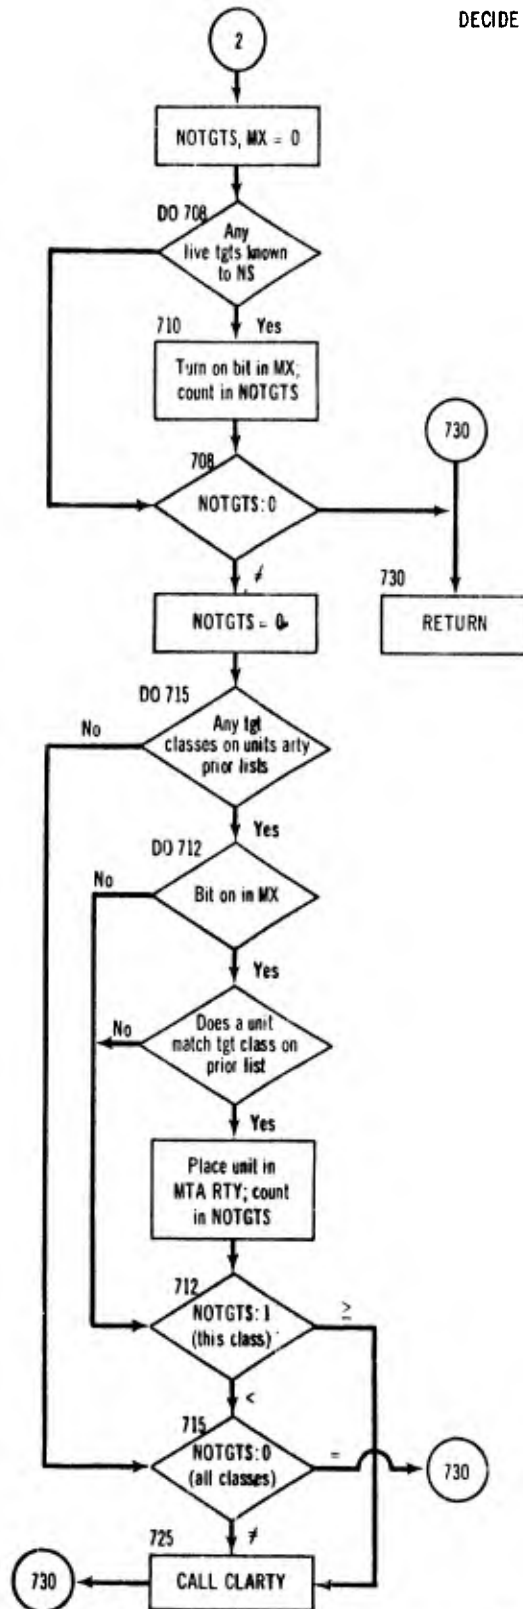 DECIDE
2
NOTGTS, MX = 0
DO 708
Any
live tgts known
to NS
710
Yes
Turn on bit in MX;
count in NOTGTS
730
708
NOTGTS: 0
≠
730
NOTGTS = 0
RETURN
DO 715
No
Any tgt
classes on units arty
prior lists
Yes
DO 712
No
Bit on in MX
Yes
No
Does a unit
match tgt class on
prior list
Yes
Place unit in
MTA RTY; count
in NOTGTS
712
NOTGTS: 1
(this class)
≥
<
715
NOTGTS: 0
(all classes)
=
730
725
≠
730
CALL CLARTY